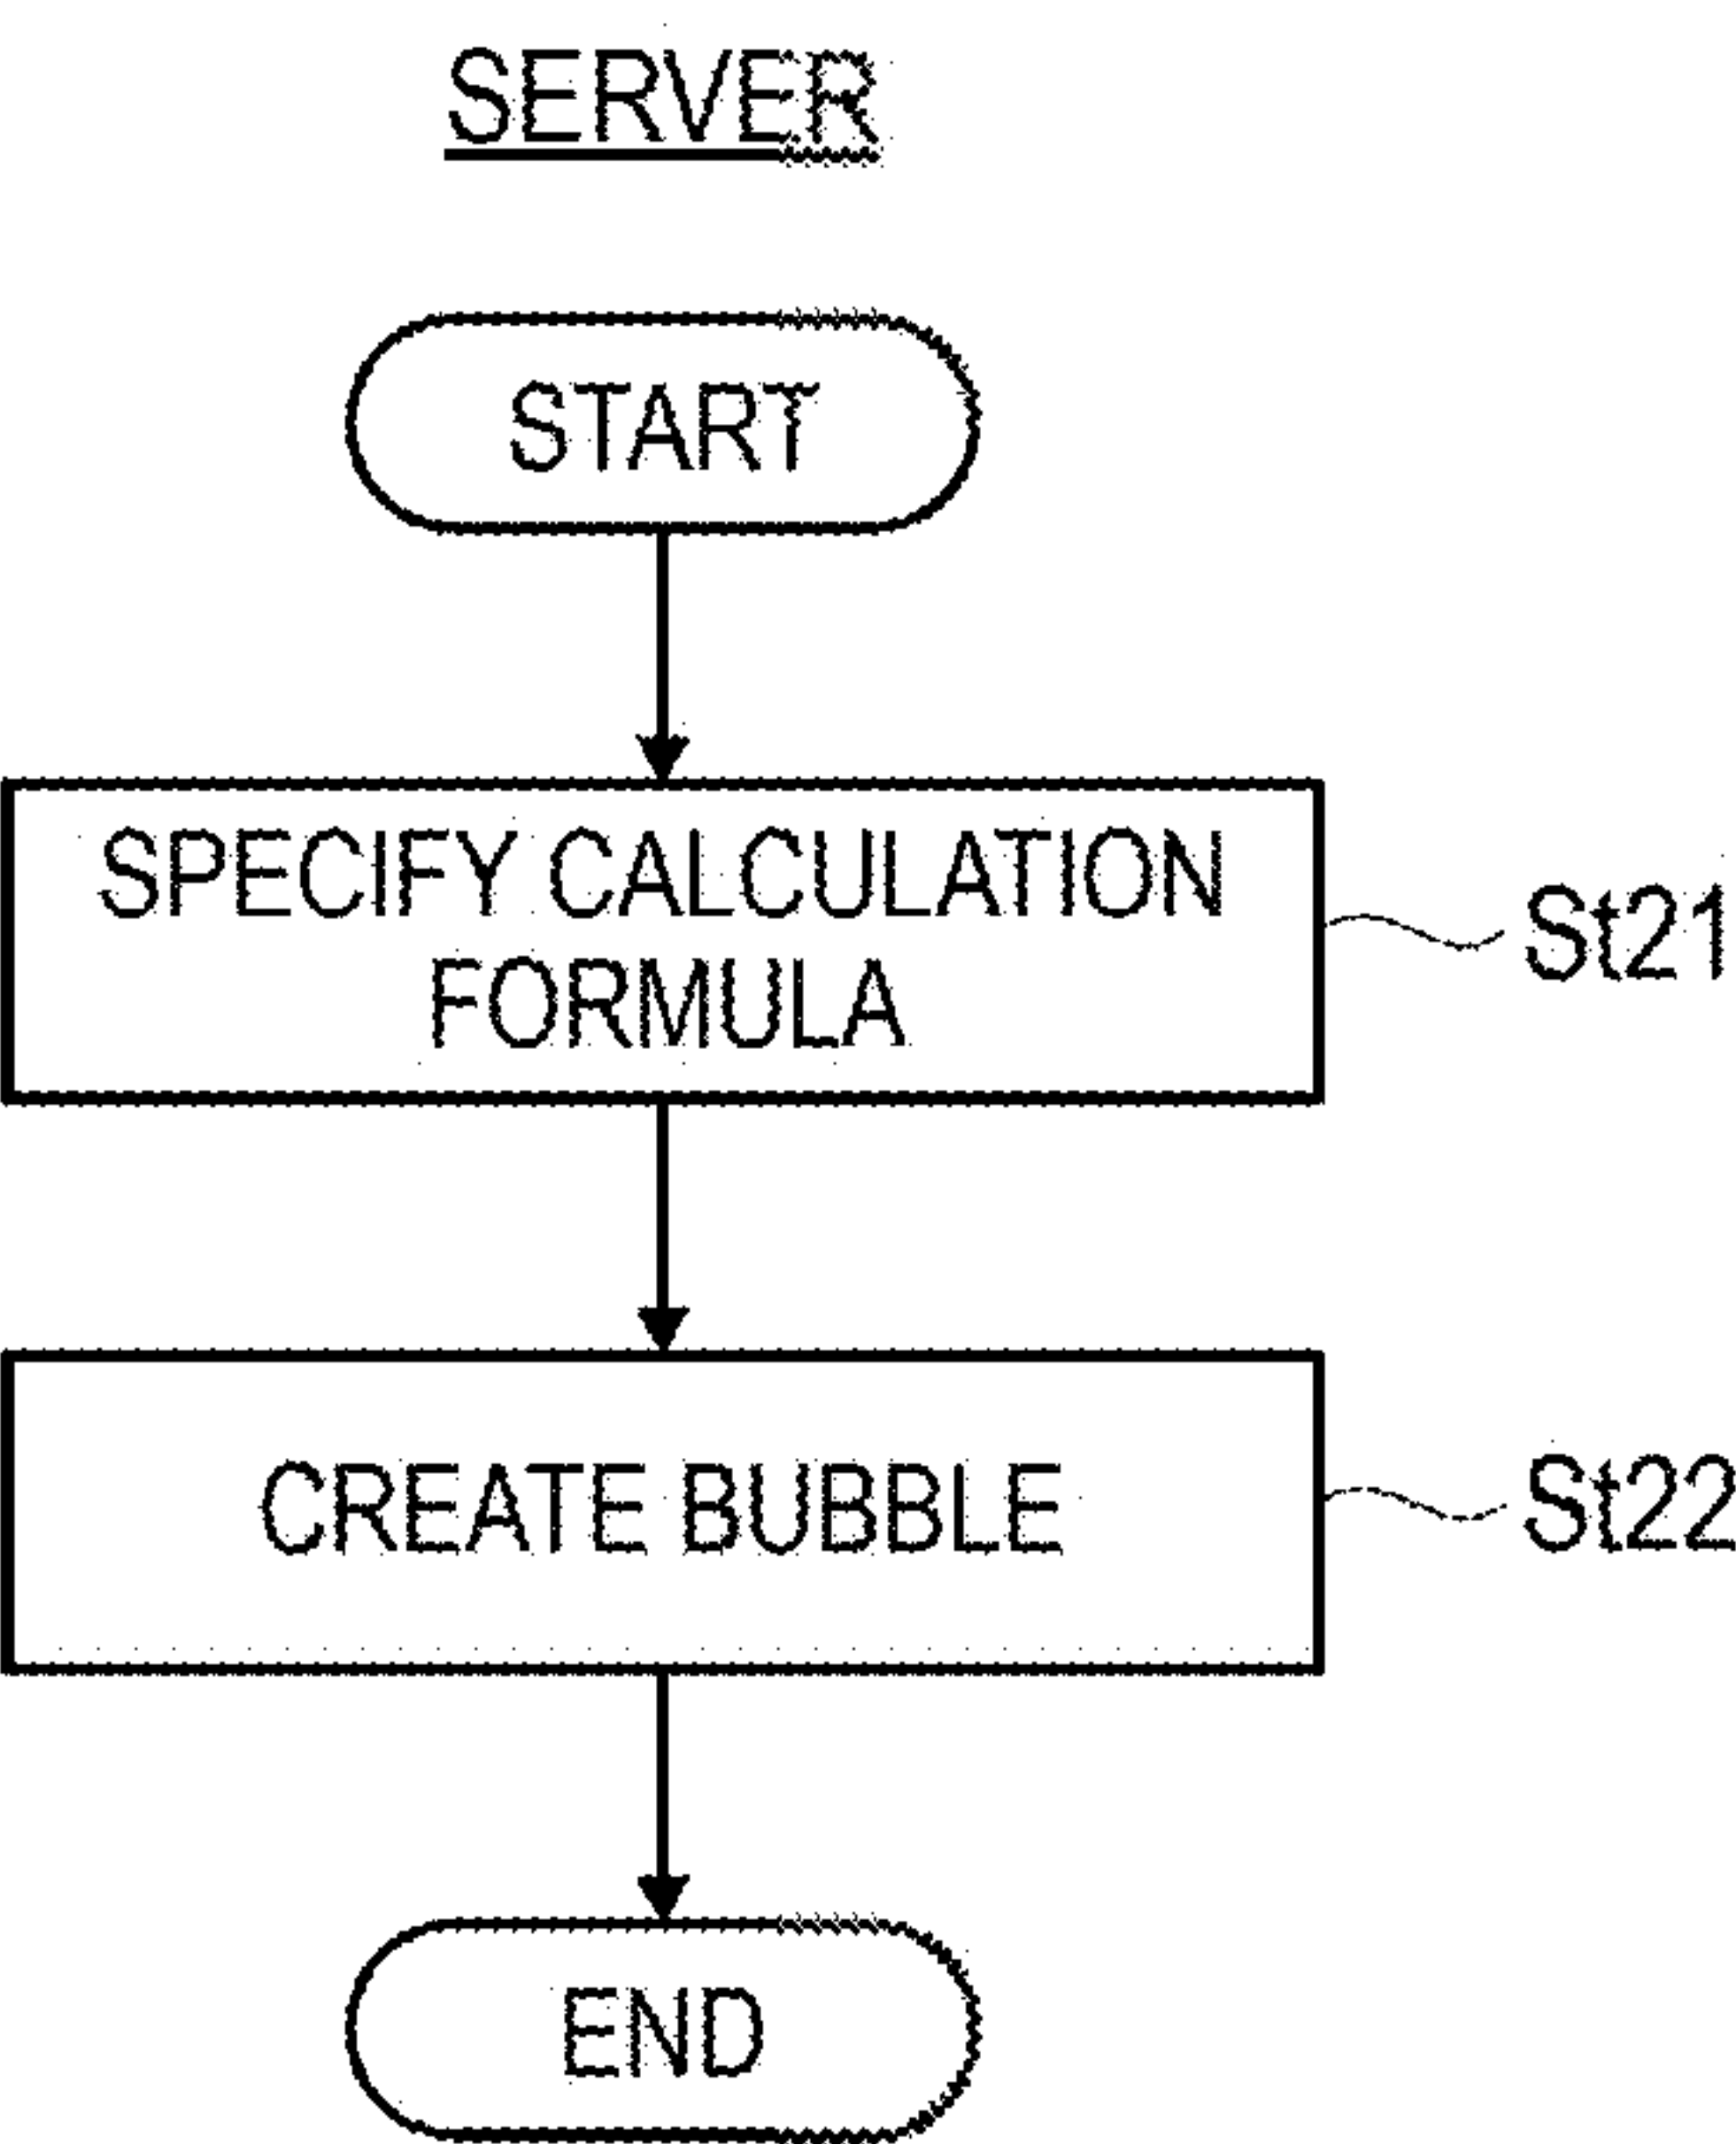 SERVER
START
SPECIFY CALCULATION
FORMULA
St21
CREATE BUBBLE
St22
END